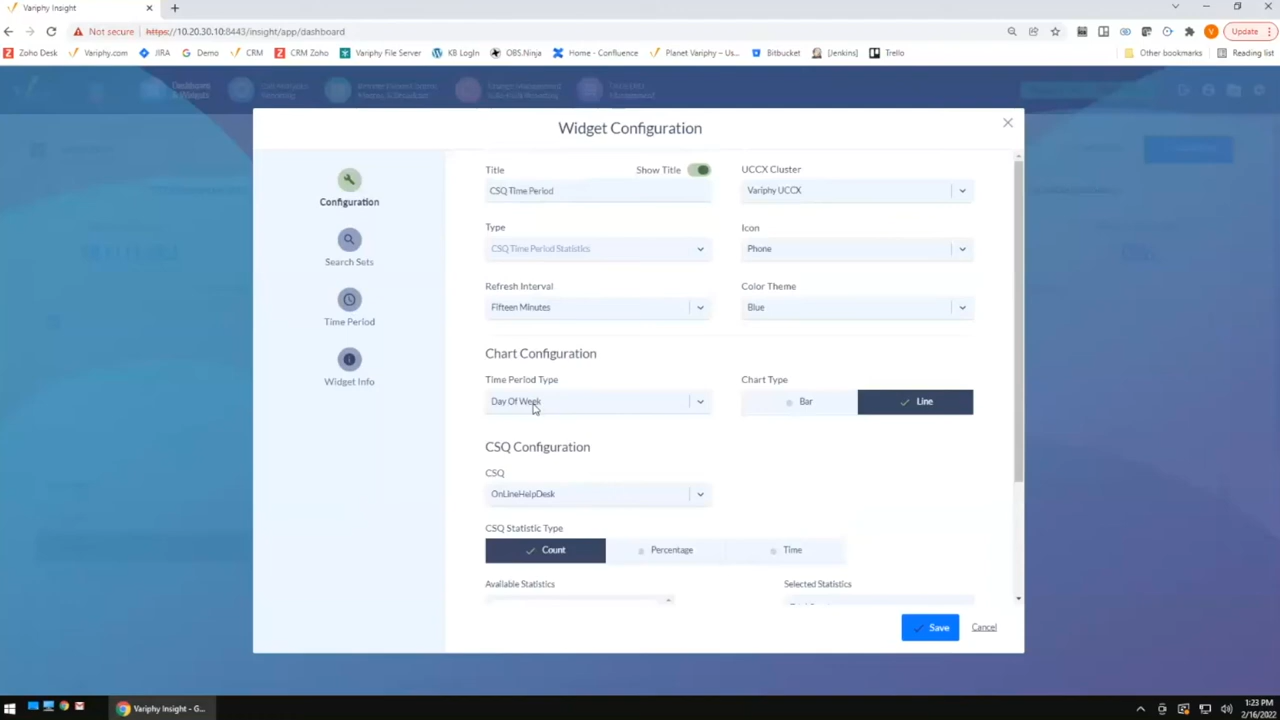 Variphy Insight
Not secure https://10.20.30.10:8443/insight/app/dashboard
Update
Zoho Desk Variphy.com JIRA Demo CRM CRM Zoho Variphy File Server KB LogIn OBS.Ninja Home - Confluence Planet Variphy – Us... Bitbucket [Jenkins] Trello Other bookmarks Reading list
Dashboard
& Widgets
Widget Configuration
Configuration
Search Sets
Time Period
Widget Info
Title Show Title UCCX Cluster
CSQ Time Period Variphy UCCX
Type Icon
CSQ Time Period Statistics Phone
Refresh Interval Color Theme
Fifteen Minutes Blue
Chart Configuration
Time Period Type Chart Type
Day Of Week Bar Line
CSQ Configuration
CSQ
OnLineHelpDesk
CSQ Statistic Type
Count Percentage Time
Available Statistics Selected Statistics
Save Cancel
Variphy Insight - G...
1:23 PM
2/16/2022